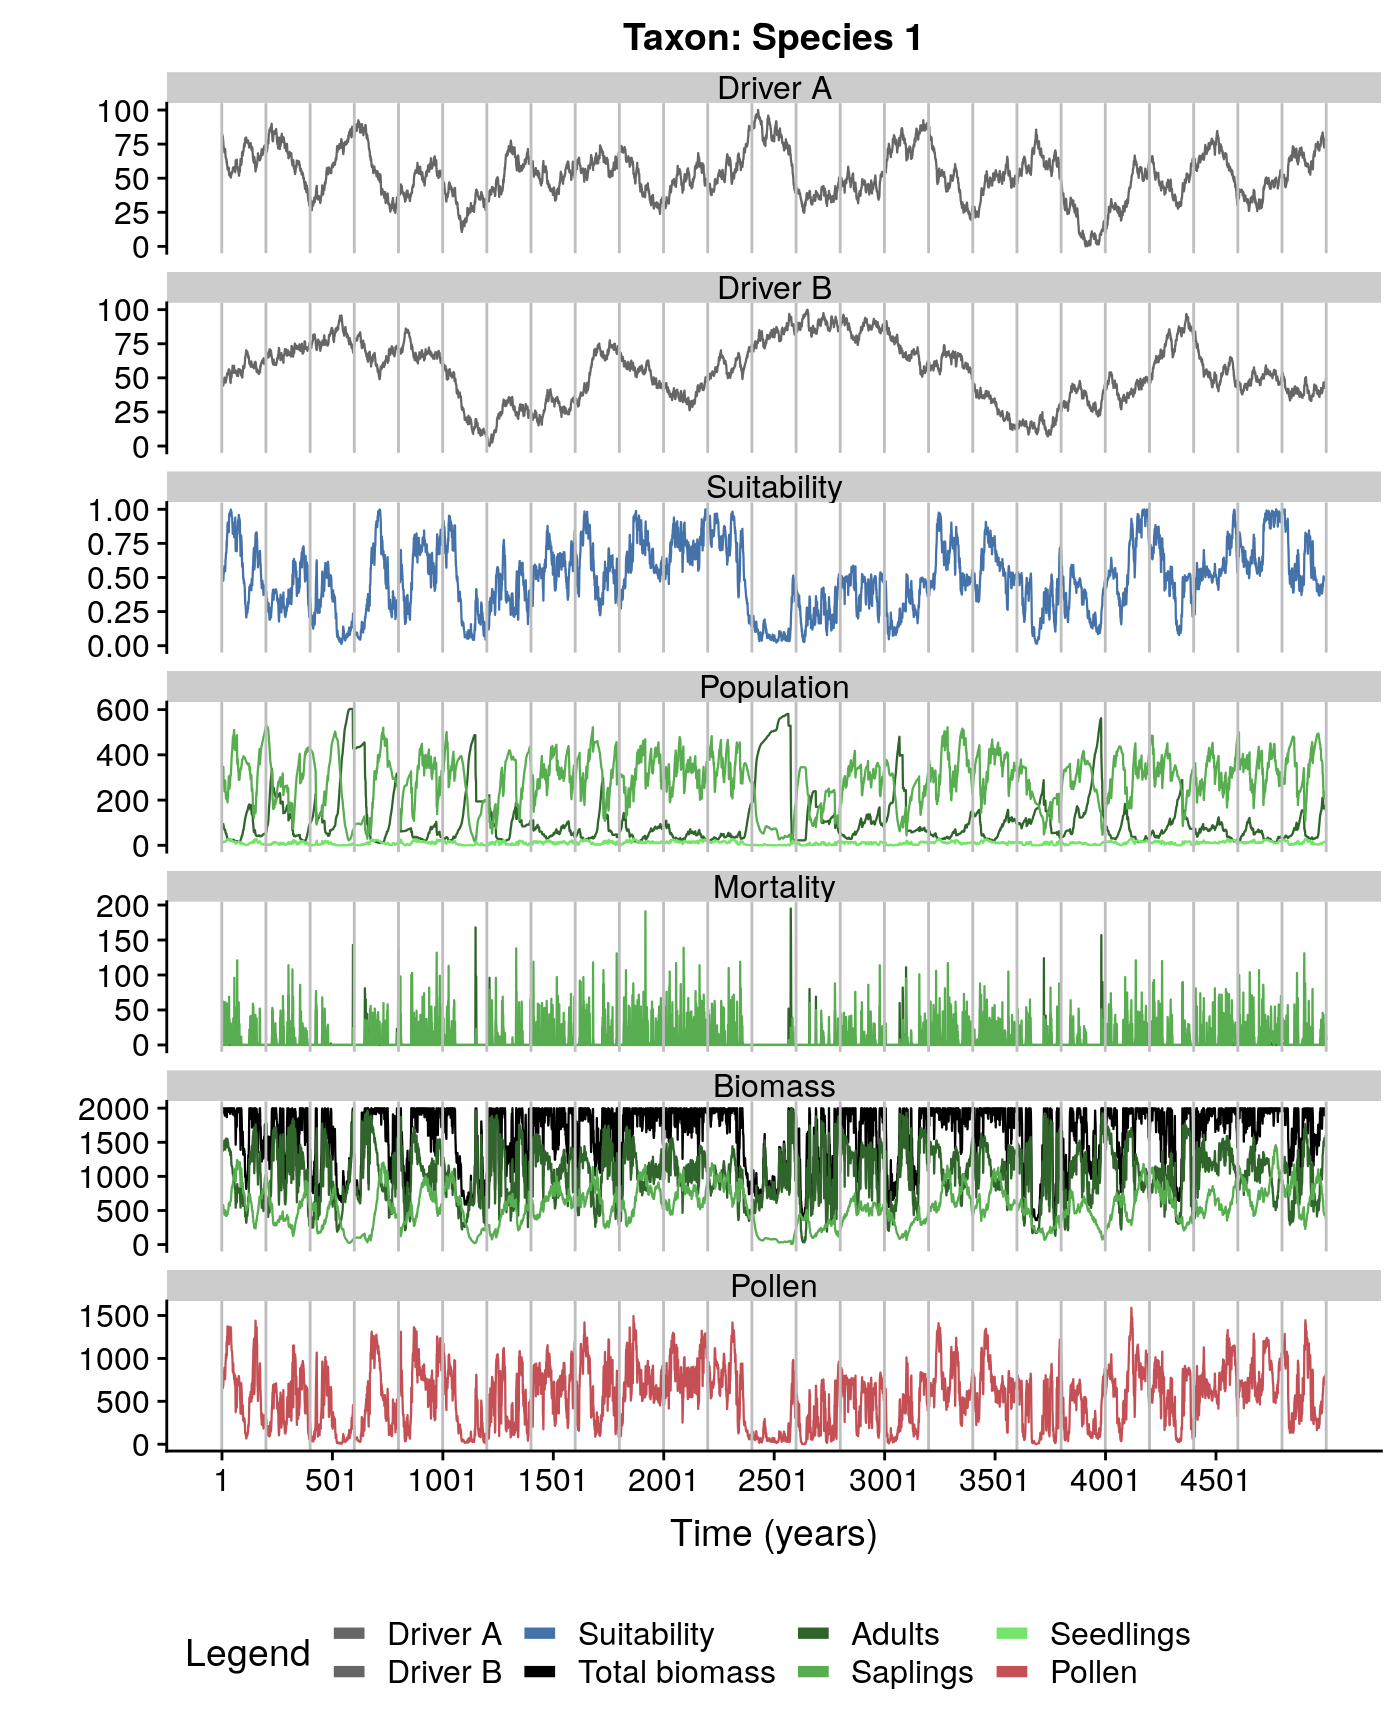 Taxon: Species 1
Driver A
100
75
50
25
0
Driver B
100
75
50
25
0
Suitability
1.00
0.75
0.50
0.25
0.00
Population
600
400
200
0
Mortality
200
150
100
50
0
Biomass
2000
1500
1000
500
0
Pollen
1500
1000
500
0
1 501 1001 1501 2001 2501 3001 3501 4001 4501
Time (years)
Legend
Driver A Suitability Adults Seedlings
Driver B Total biomass Saplings Pollen